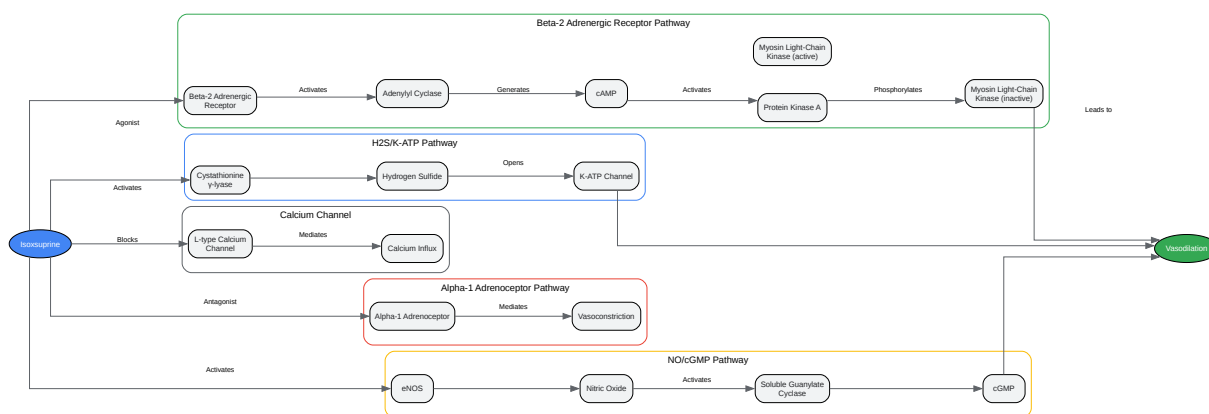 Beta-2 Adrenergic Receptor Pathway
Myosin Light-Chain
Kinase (active)
Beta-2 Adrenergic
Receptor
Activates
Adenylyl Cyclase
Generates
cAMP
Activates
Protein Kinase A
Phosphorylates
Myosin Light-Chain
Kinase (inactive)
Leads to
Agonist
H2S/K-ATP Pathway
Cystathionine
γ-lyase
Hydrogen Sulfide
Opens
K-ATP Channel
Activates
Calcium Channel
Isoxsuprine
Blocks
L-type Calcium
Channel
Mediates
Calcium Influx
Vasodilation
Alpha-1 Adrenoceptor Pathway
Antagonist
Alpha-1 Adrenoceptor
Mediates
Vasoconstriction
NO/cGMP Pathway
Activates
eNOS
Nitric Oxide
Activates
Soluble Guanylate
Cyclase
cGMP